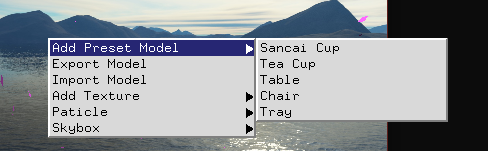 Add Preset Model
Export Model
Import Model
Add Texture
Paticle
Skybox
Sancai Cup
Tea Cup
Table
Chair
Tray